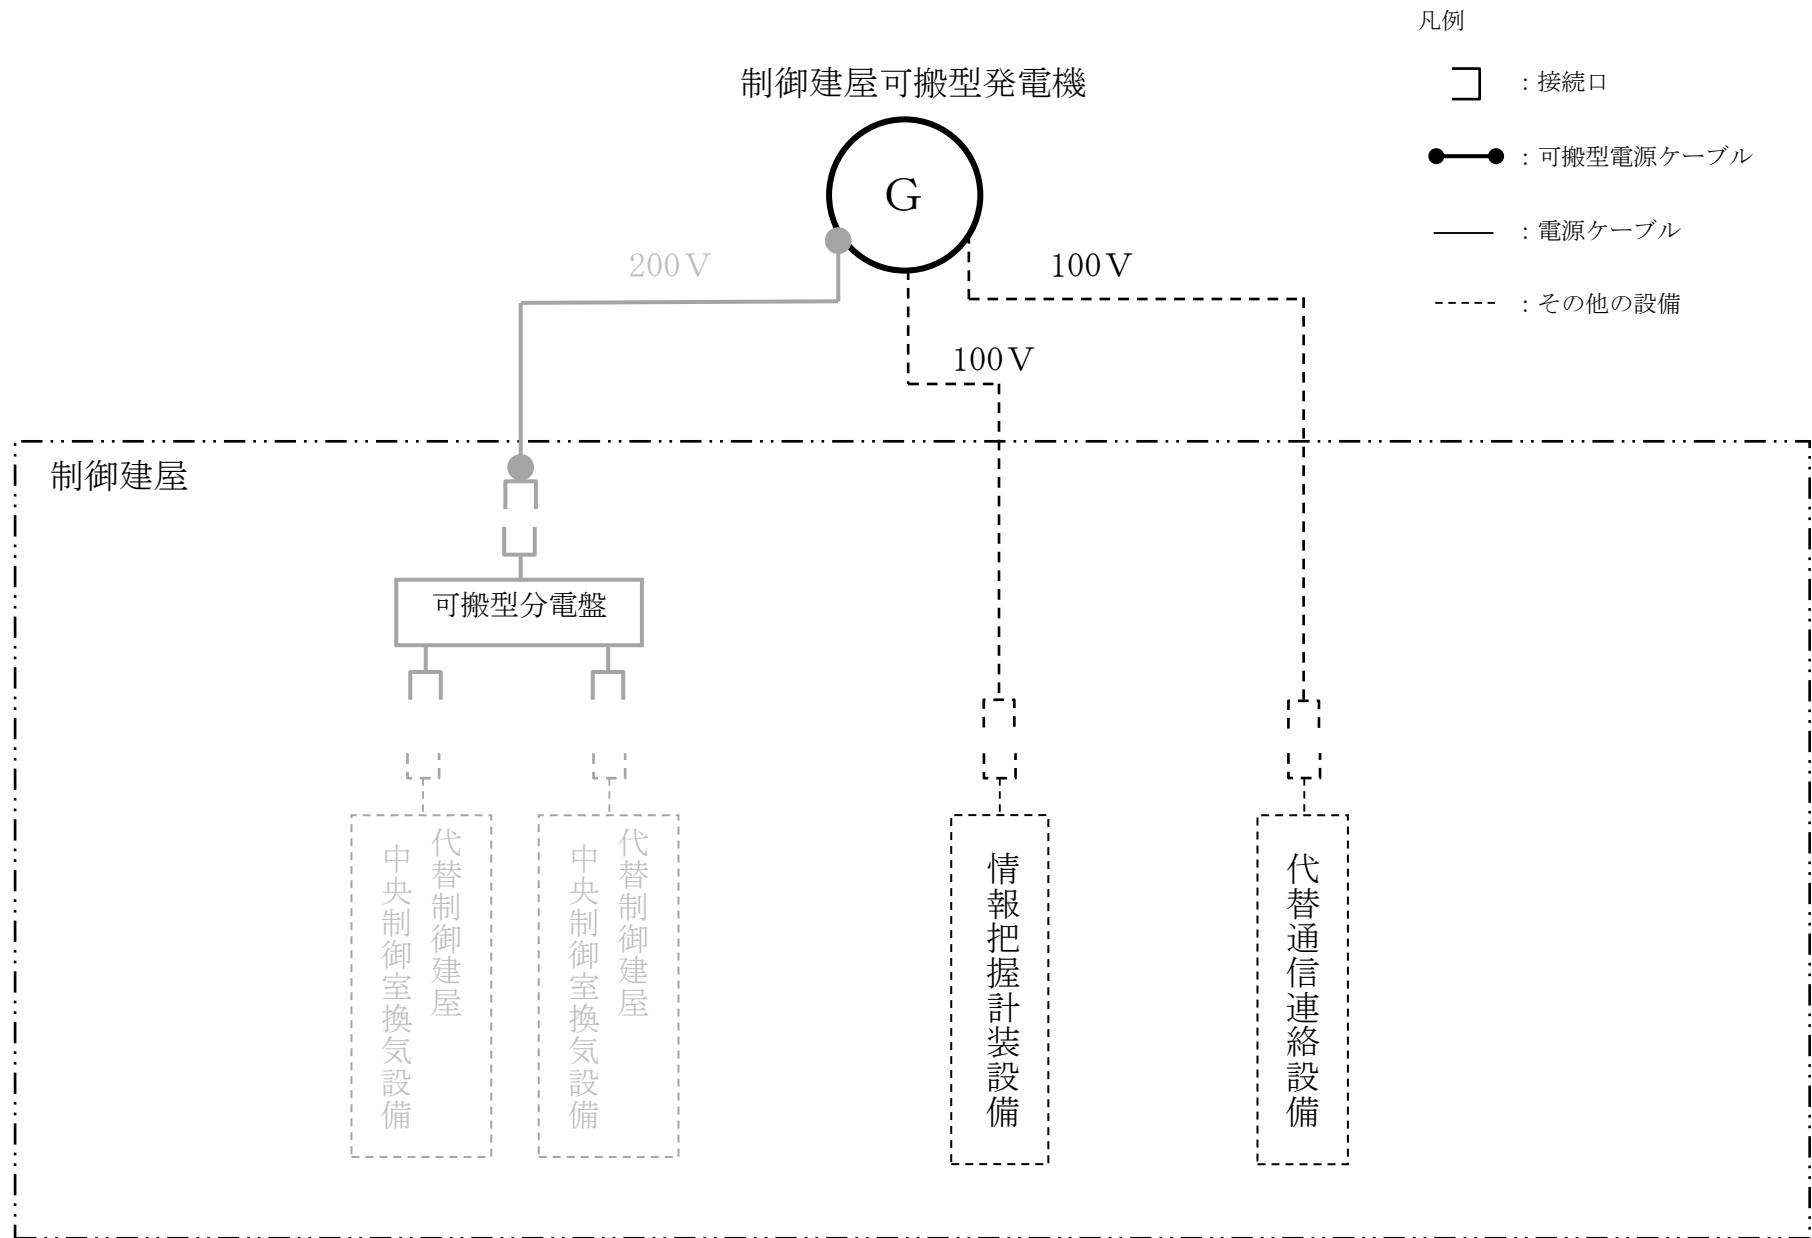 凡例
：接続口
：可搬型電源ケーブル
：電源ケーブル
：その他の設備
制御建屋可搬型発電機
G
200V
100V
100V
制御建屋
可搬型分電盤
代替制御建屋
中央制御室換気設備
代替制御建屋
中央制御室換気設備
情報把握計装設備
代替通信連絡設備